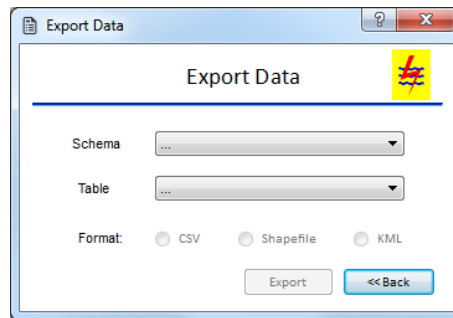 Export Data
?
Export Data
Schema ...
Table ...
Format: CSV Shapefile KML
Export << Back